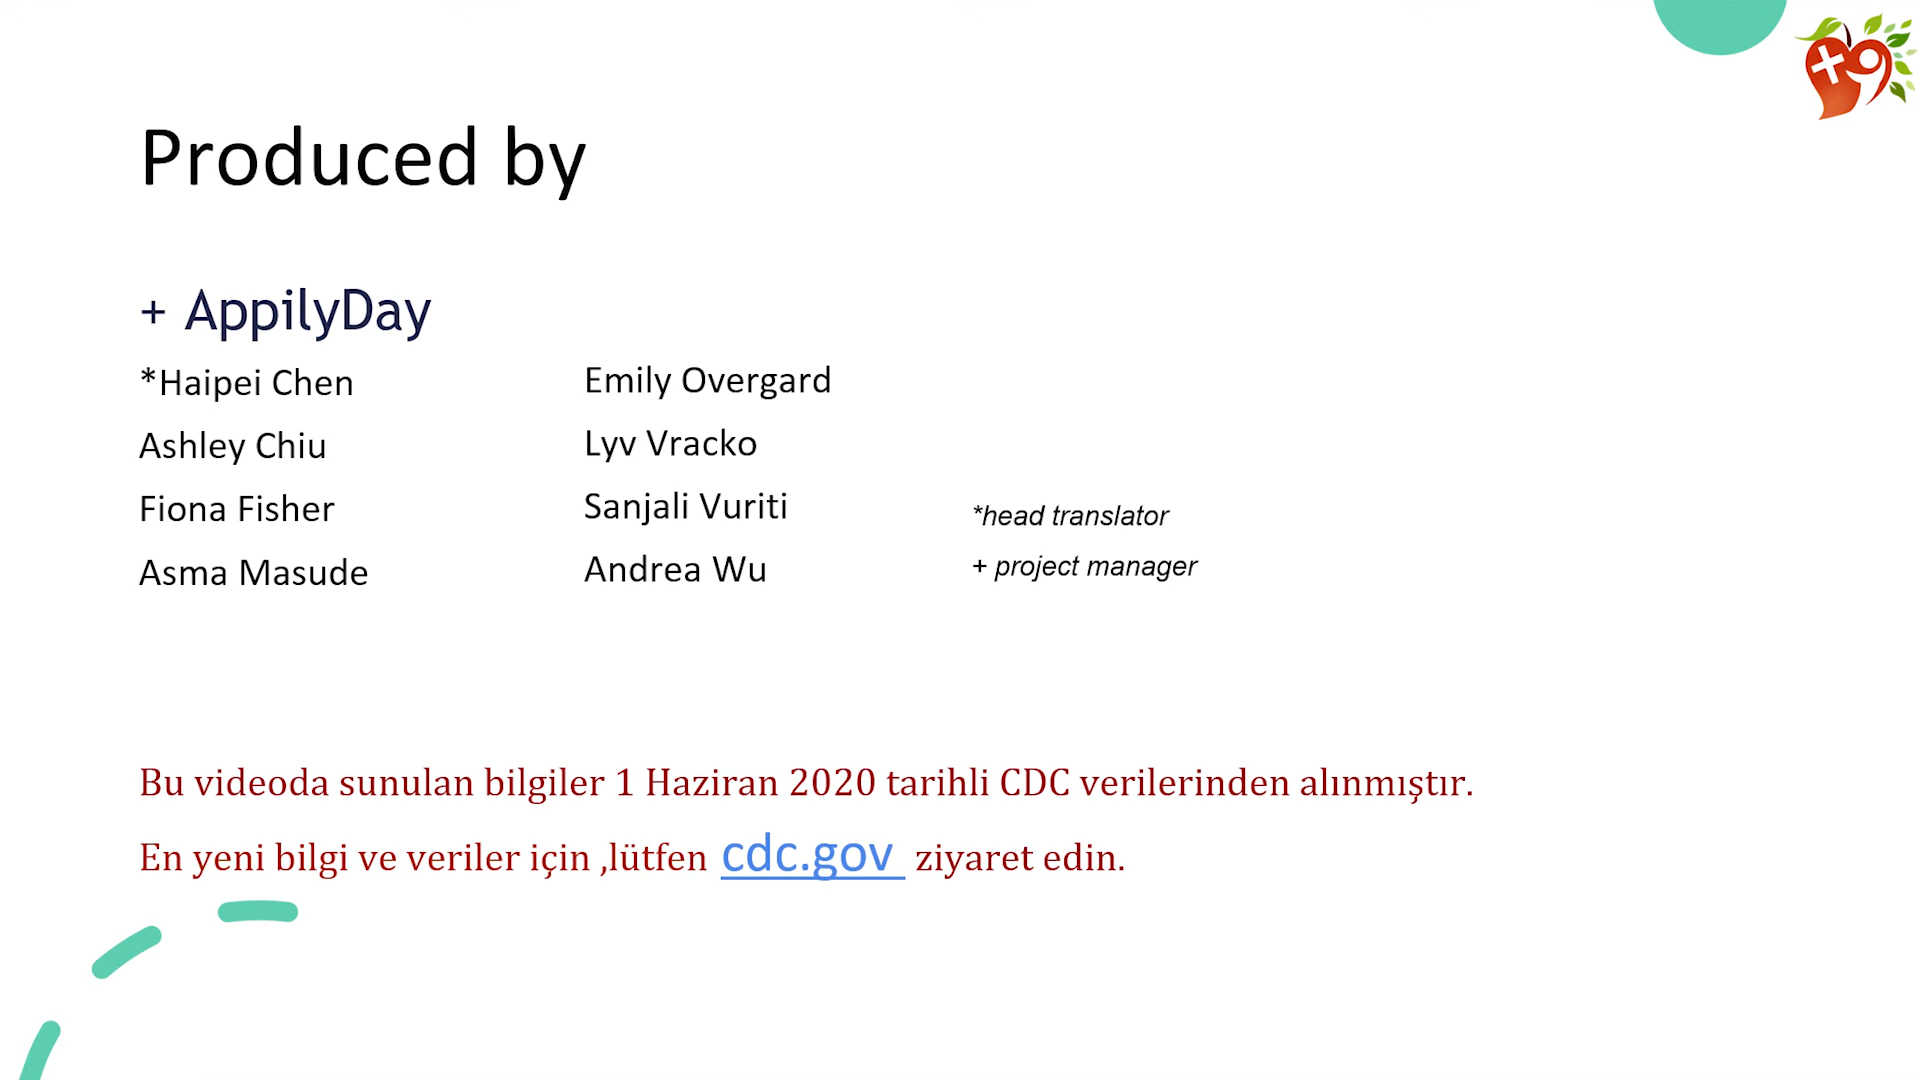 Produced by
+ AppilyDay
*Haipei Chen
Ashley Chiu
Fiona Fisher
Asma Masude
Emily Overgard
Lyv Vracko
Sanjali Vuriti
Andrea Wu
*head translator
+ project manager
Bu videoda sunulan bilgiler 1 Haziran 2020 tarihli CDC verilerinden alınmıştır.
En yeni bilgi ve veriler için ,lütfen cdc.gov ziyaret edin.